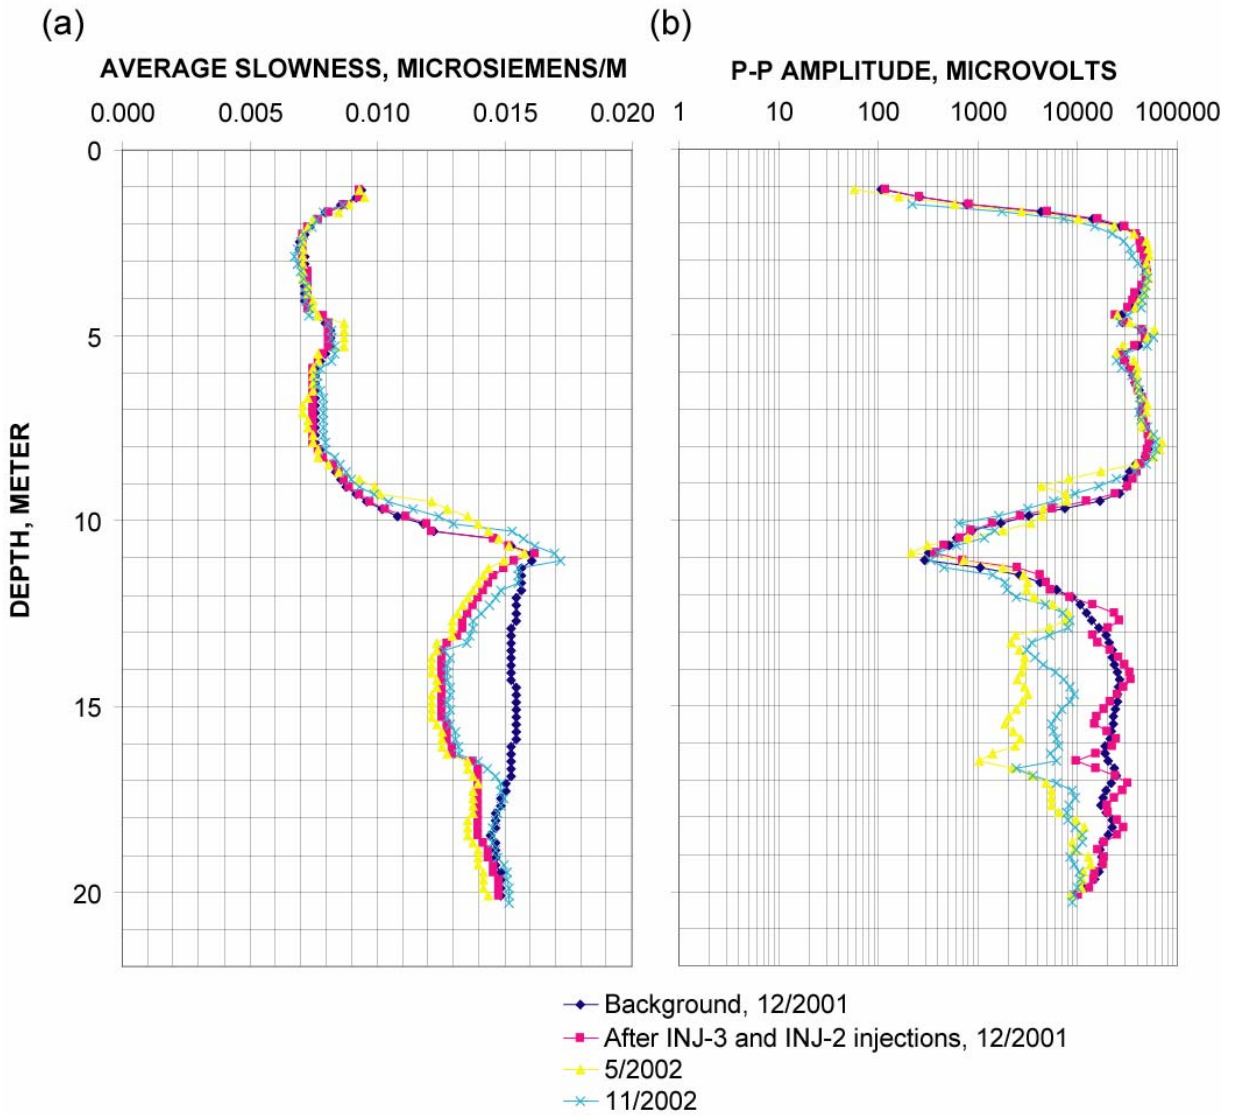 (a) (b)
AVERAGE SLOWNESS, MICROSIEMENS/M P-P AMPLITUDE, MICROVOLTS
0.000 0.005 0.010 0.015 0.020 1 10 100 1000 10000 100000
0
5
10
15
20
DEPTH, METER
Background, 12/2001
After INJ-3 and INJ-2 injections, 12/2001
5/2002
11/2002